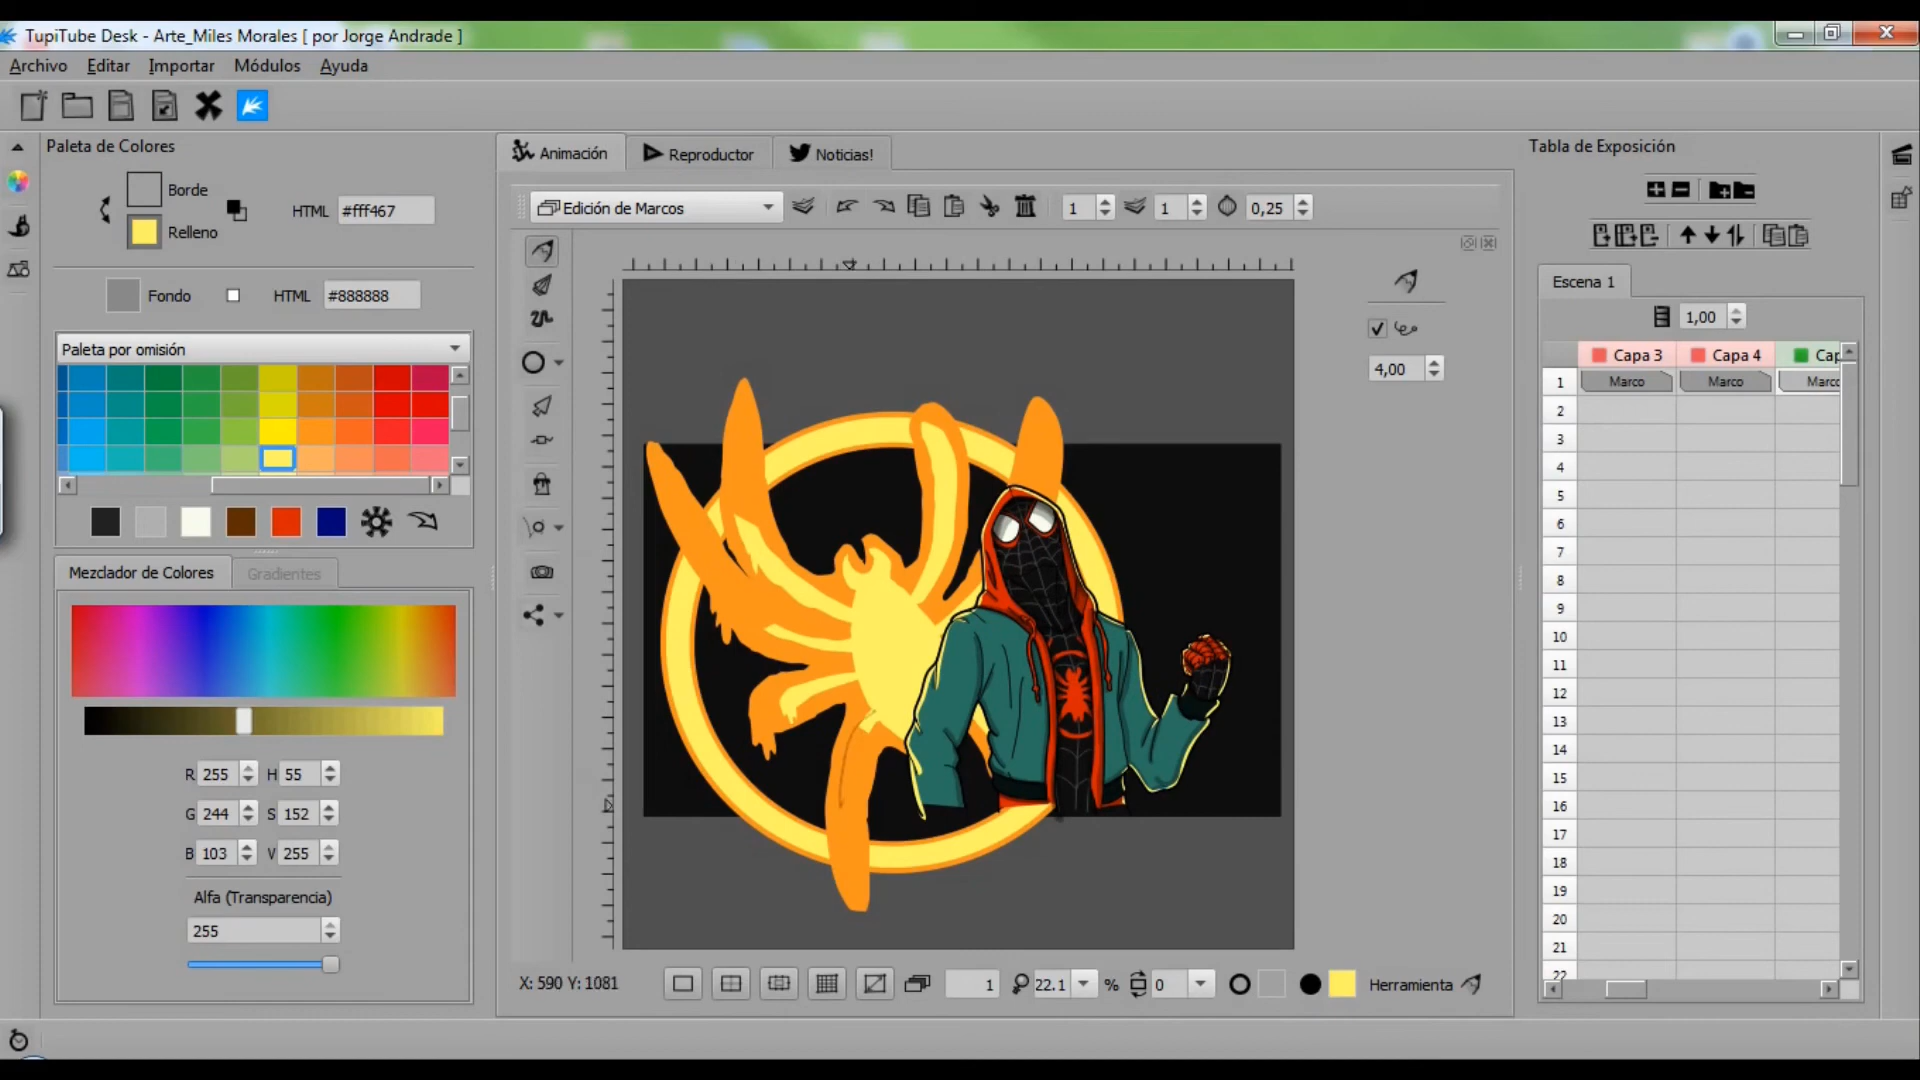 TupiTube Desk - Arte_Miles Morales [ por Jorge Andrade ]
Archivo Editar Importar Módulos Ayuda
Paleta de Colores
Borde
Relleno
HTML #fff467
Fondo HTML #888888
Paleta por omisión
Mezclador de Colores Gradientes
R 255 H 55
G 244 S 152
B 103 V 255
Alfa (Transparencia)
255
Animación Reproductor Noticias!
Edición de Marcos 1 1 0,25
4,00
X: 590 Y: 1081 1 22.1 % 0 Herramienta
Tabla de Exposición
Escena 1
1,00
Capa 3 Capa 4 Cap
1 Marco Marco Marco
2
3
4
5
6
7
8
9
10
11
12
13
14
15
16
17
18
19
20
21
22